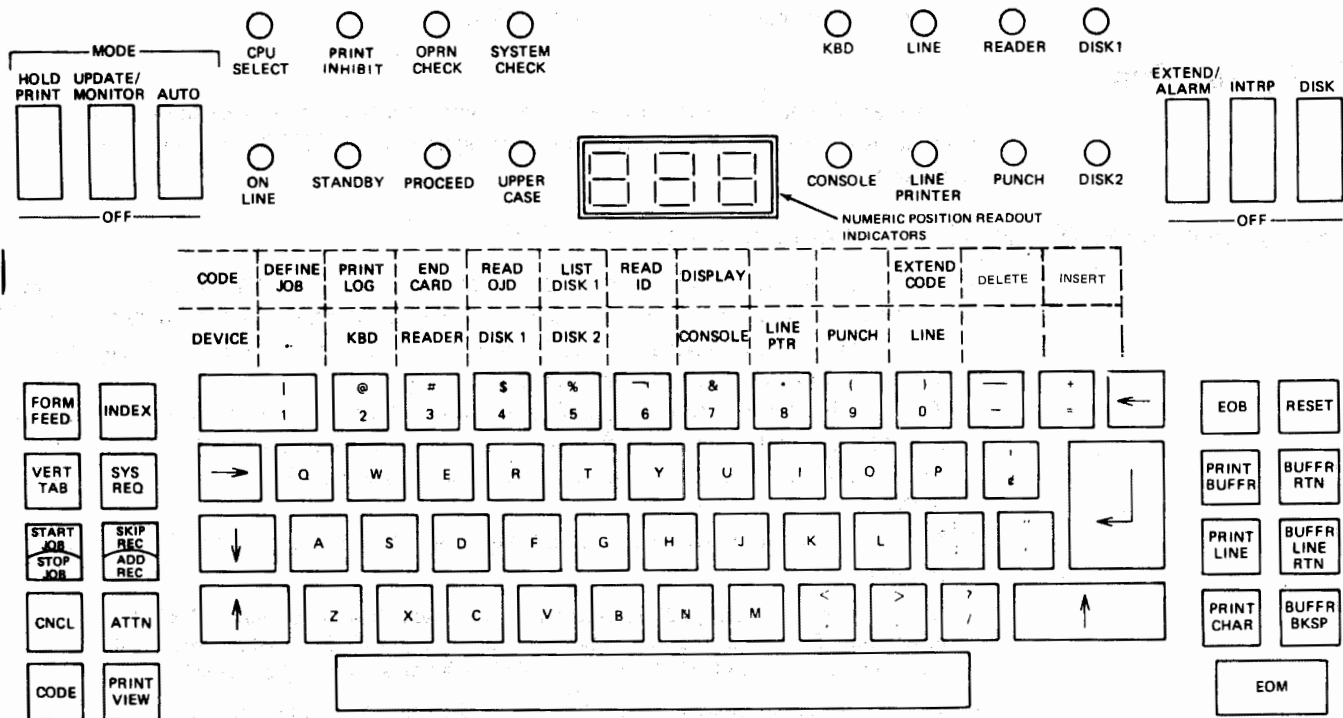 CPU SELECT
PRINT INHIBIT
OPRN CHECK
SYSTEM CHECK
KBD
LINE
READER
DISK1
MODE
HOLD PRINT
UPDATE/ MONITOR
AUTO
EXTEND/ ALARM
INTRP
DISK
ON LINE
STANDBY
PROCEED
UPPER CASE
CONSOLE
LINE PRINTER
PUNCH
DISK2
OFF
NUMERIC POSITION READOUT
INDICATORS
OFF
CODE
DEFINE JOB
PRINT LOG
END CARD
READ OJD
LIST DISK 1
READ ID
DISPLAY
EXTEND CODE
DELETE
INSERT
DEVICE
KBD
READER
DISK 1
DISK 2
CONSOLE
LINE PTR
PUNCH
LINE
FORM FEED
INDEX
| 1
@ 2
# 3
$ 4
% 5
¬ 6
& 7
* 8
( 9
) 0
— –
+ =
←
EOB
RESET
VERT TAB
SYS REQ
→
Q
W
E
R
T
Y
U
I
O
P
¢
PRINT BUFFR
BUFFR RTN
START JOB
STOP JOB
SKIP REC
ADD REC
↓
A
S
D
F
G
H
J
K
L
PRINT LINE
BUFFR LINE RTN
CNCL
ATTN
↑
Z
X
C
V
B
N
M
< ,
> .
? /
↑
PRINT CHAR
BUFFR BKSP
CODE
PRINT VIEW
EOM